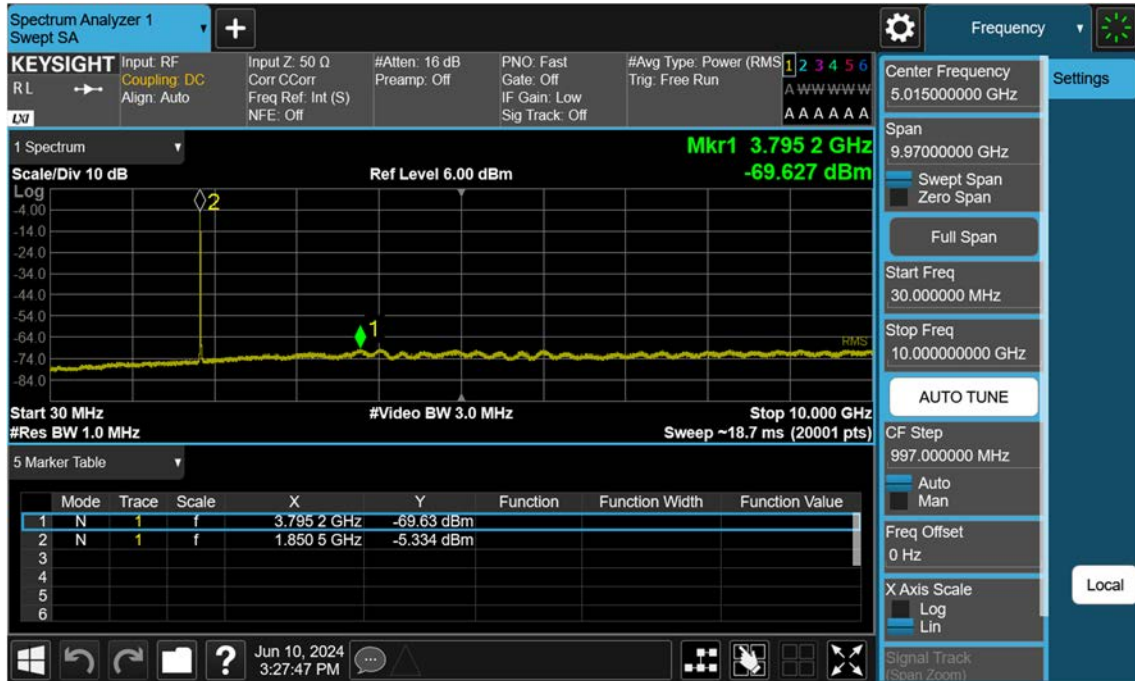 Spectrum Analyzer 1
Swept SA
Frequency
KEYSIGHT
R L
LXI
Input: RF
Coupling: DC
Align: Auto
Input Z: 50 Ω
Corr CCorr
Freq Ref: Int (S)
NFE: Off
#Atten: 16 dB
Preamp: Off
PNO: Fast
Gate: Off
IF Gain: Low
Sig Track: Off
#Avg Type: Power (RMS
Trig: Free Run
1 2 3 4 5 6
A W W W W W
A A A A A A
1 Spectrum
Scale/Div 10 dB
Ref Level 6.00 dBm
Mkr1 3.795 2 GHz
-69.627 dBm
Log
-4.00
-14.0
-24.0
-34.0
-44.0
-54.0
-64.0
-74.0
-84.0
2
1
RMS
Start 30 MHz
#Video BW 3.0 MHz
Stop 10.000 GHz
#Res BW 1.0 MHz
Sweep ~18.7 ms (20001 pts)
5 Marker Table
Mode Trace Scale X Y Function Function Width Function Value
1 N 1 f 3.795 2 GHz -69.63 dBm
2 N 1 f 1.850 5 GHz -5.334 dBm
3
4
5
6
?
Jun 10, 2024
3:27:47 PM
Center Frequency
5.015000000 GHz
Span
9.97000000 GHz
Swept Span
Zero Span
Full Span
Start Freq
30.000000 MHz
Stop Freq
10.000000000 GHz
AUTO TUNE
CF Step
997.000000 MHz
Auto
Man
Freq Offset
0 Hz
X Axis Scale
Log
Lin
Signal Track
(Span Zoom)
Settings
Local